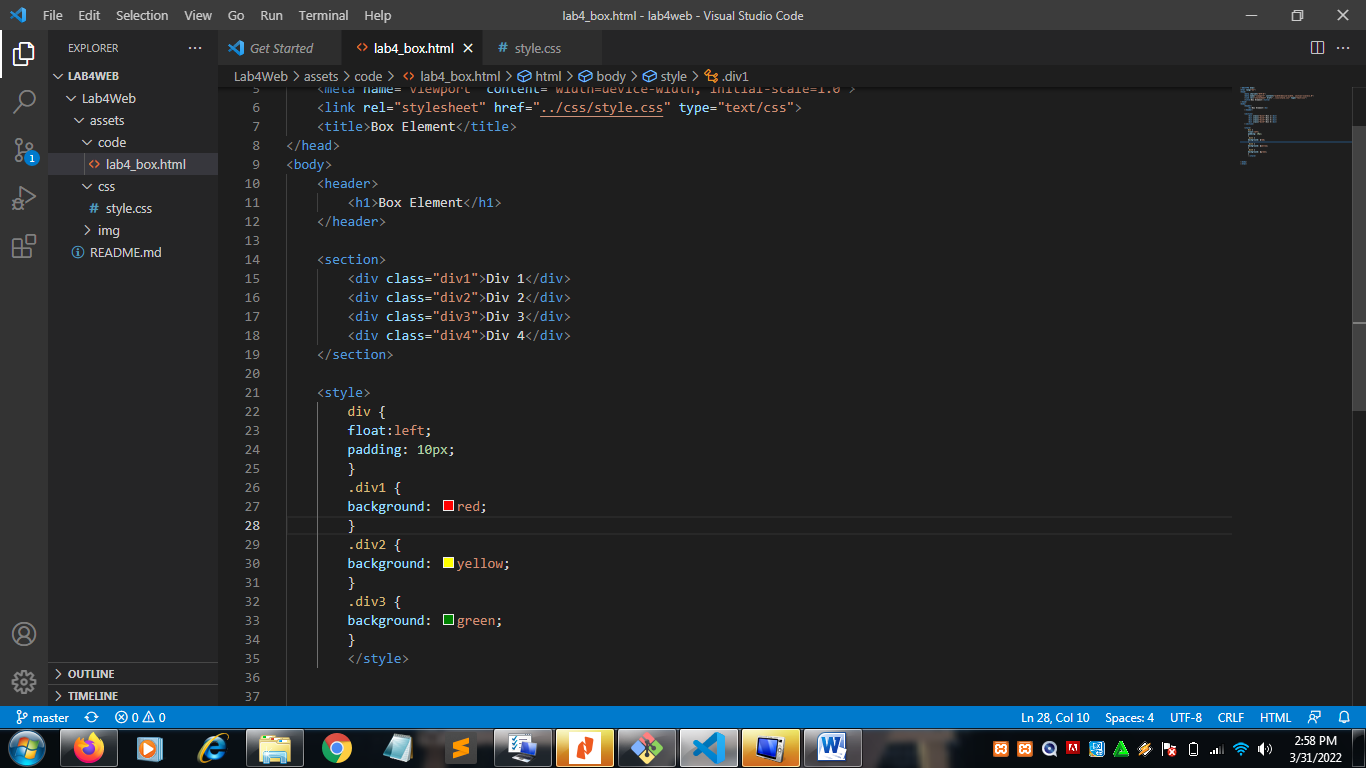 File Edit Selection View Go Run Terminal Help
lab4_box.html - lab4web - Visual Studio Code
EXPLORER
LAB4WEB
Lab4Web
assets
code
lab4_box.html
css
style.css
img
README.md
OUTLINE
TIMELINE
Get Started
lab4_box.html
style.css
Lab4Web > assets > code > lab4_box.html > html > body > style > .div1
5 <meta name="viewport" content="width=device-width, initial-scale=1.0">
6 <link rel="stylesheet" href="../css/style.css" type="text/css">
7 <title>Box Element</title>
8 </head>
9 <body>
10 <header>
11 <h1>Box Element</h1>
12 </header>
13
14 <section>
15 <div class="div1">Div 1</div>
16 <div class="div2">Div 2</div>
17 <div class="div3">Div 3</div>
18 <div class="div4">Div 4</div>
19 </section>
20
21 <style>
22 div {
23 float:left;
24 padding: 10px;
25 }
26 .div1 {
27 background: red;
28 }
29 .div2 {
30 background: yellow;
31 }
32 .div3 {
33 background: green;
34 }
35 </style>
36
37
1
master 0 0
Ln 28, Col 10 Spaces: 4 UTF-8 CRLF HTML
2:58 PM
3/31/2022